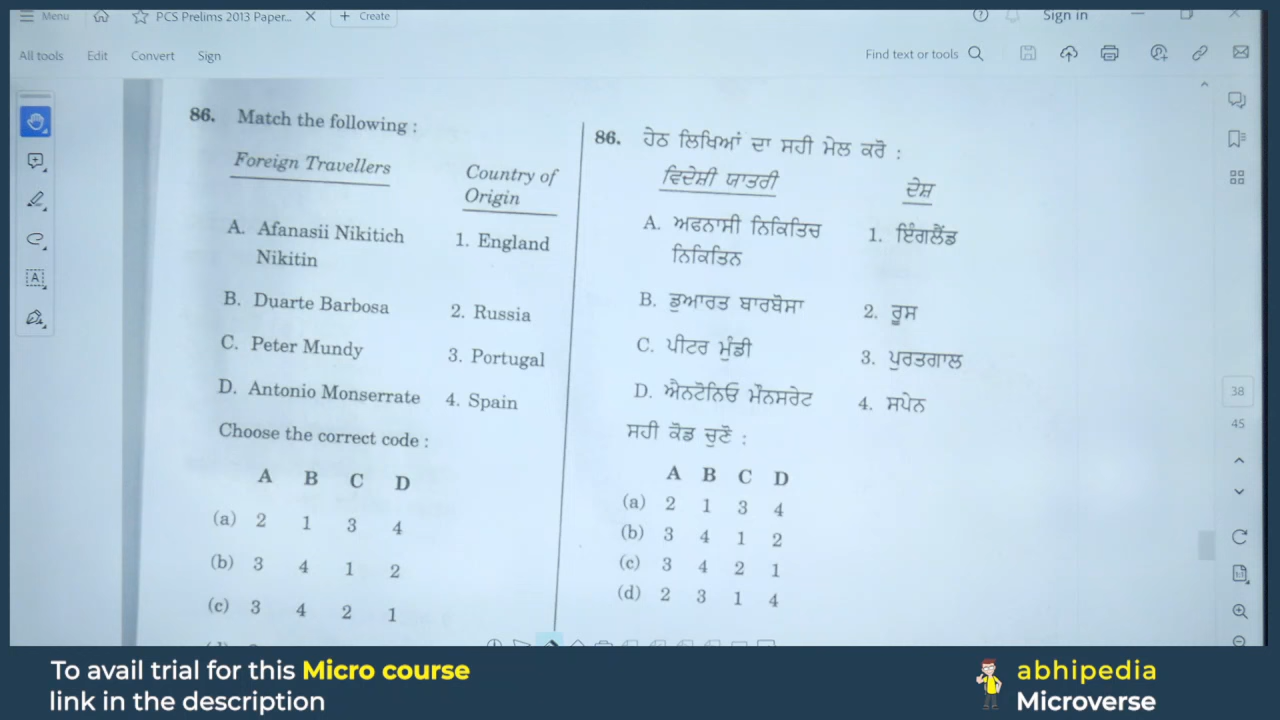 Menu
PCS Prelims 2013 Paper...
Create
Sign in
All tools Edit Convert Sign
Find text or tools
86. Match the following :
Foreign Travellers
Country of
Origin
A. Afanasii Nikitich
Nikitin
1. England
B. Duarte Barbosa
2. Russia
C. Peter Mundy
3. Portugal
D. Antonio Monserrate
4. Spain
Choose the correct code :
A B C D
(a) 2 1 3 4
(b) 3 4 1 2
(c) 3 4 2 1
86. ਹੇਠ ਲਿਖਿਆਂ ਦਾ ਸਹੀ ਮੇਲ ਕਰੋ :
ਵਿਦੇਸ਼ੀ ਯਾਤਰੀ
ਦੇਸ਼
A. ਅਫਨਾਸੀ ਨਿਕਿਤਿਚ
ਨਿਕਿਤਿਨ
1. ਇੰਗਲੈਂਡ
B. ਡੁਆਰਤ ਬਾਰਬੋਸਾ
2. ਰੂਸ
C. ਪੀਟਰ ਮੁੰਡੀ
3. ਪੁਰਤਗਾਲ
D. ਐਨਟੋਨਿਓ ਮੌਨਸਰੇਟ
4. ਸਪੇਨ
ਸਹੀ ਕੋਡ ਚੁਣੋ :
A B C D
(a) 2 1 3 4
(b) 3 4 1 2
(c) 3 4 2 1
(d) 2 3 1 4
38
45
To avail trial for this Micro course
link in the description
abhipedia
Microverse